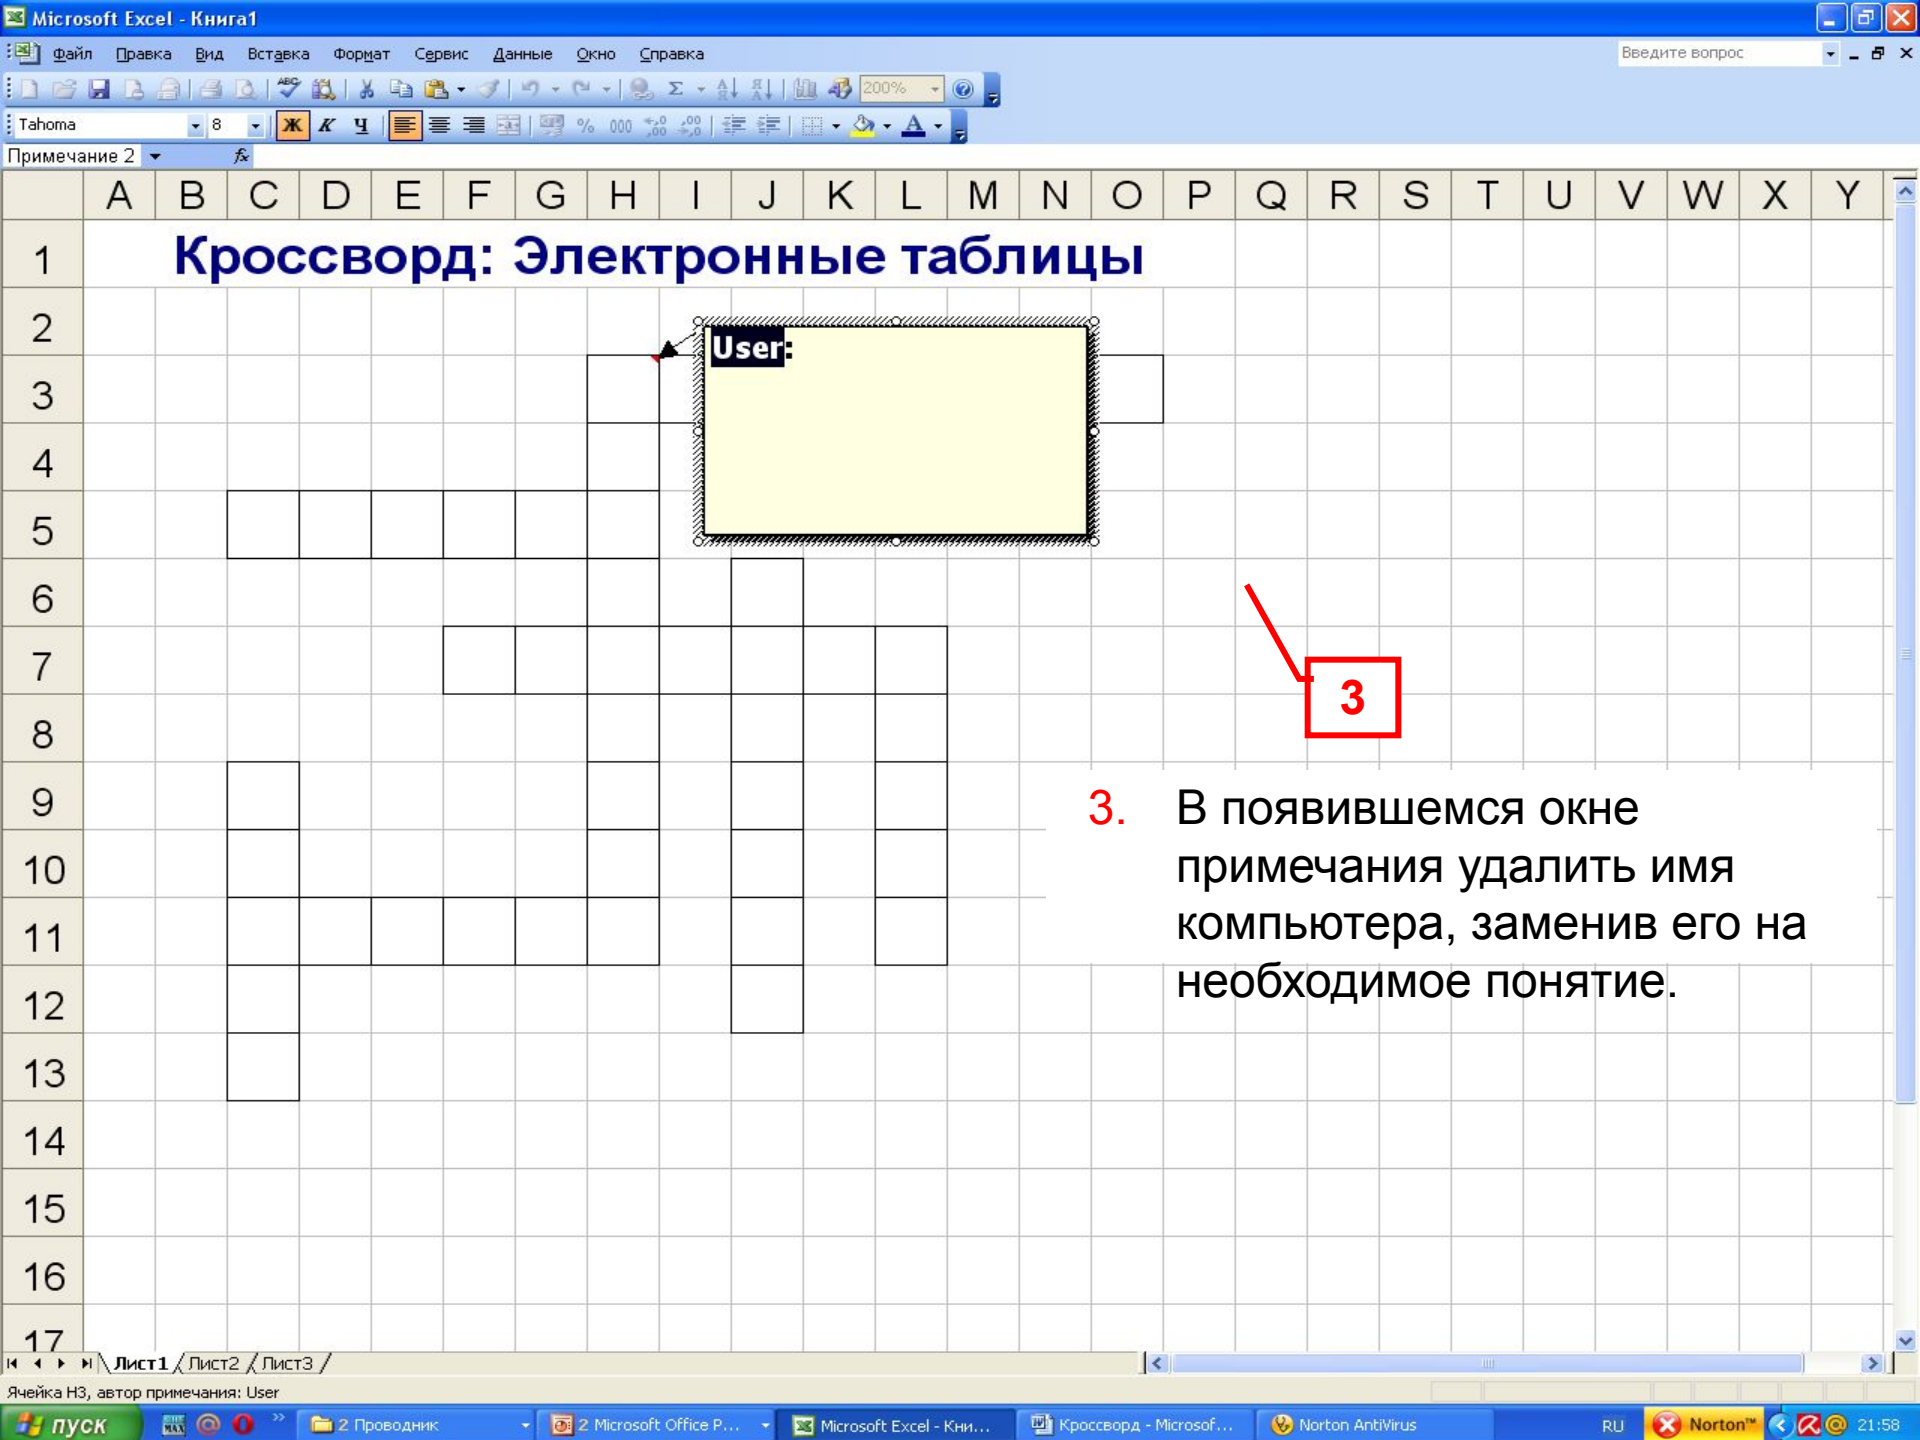 Microsoft Excel - Книга1
Файл Правка Вид Вставка Формат Сервис Данные Окно Справка Введите вопрос
200%
Tahoma 8 Ж К Ч % 000
Примечание 2 fx
A B C D E F G H I J K L M N O P Q R S T U V W X Y
1 Кроссворд: Электронные таблицы
2
User:
3
4
5
6
7
3
8
9
3. В появившемся окне
10 примечания удалить имя
11 компьютера, заменив его на
12 необходимое понятие.
13
14
15
16
17
Лист1 Лист2 Лист3
Ячейка H3, автор примечания: User
пуск 2 Проводник 2 Microsoft Office P... Microsoft Excel - Кни... Кроссворд - Microsof... Norton AntiVirus RU Norton™ 21:58